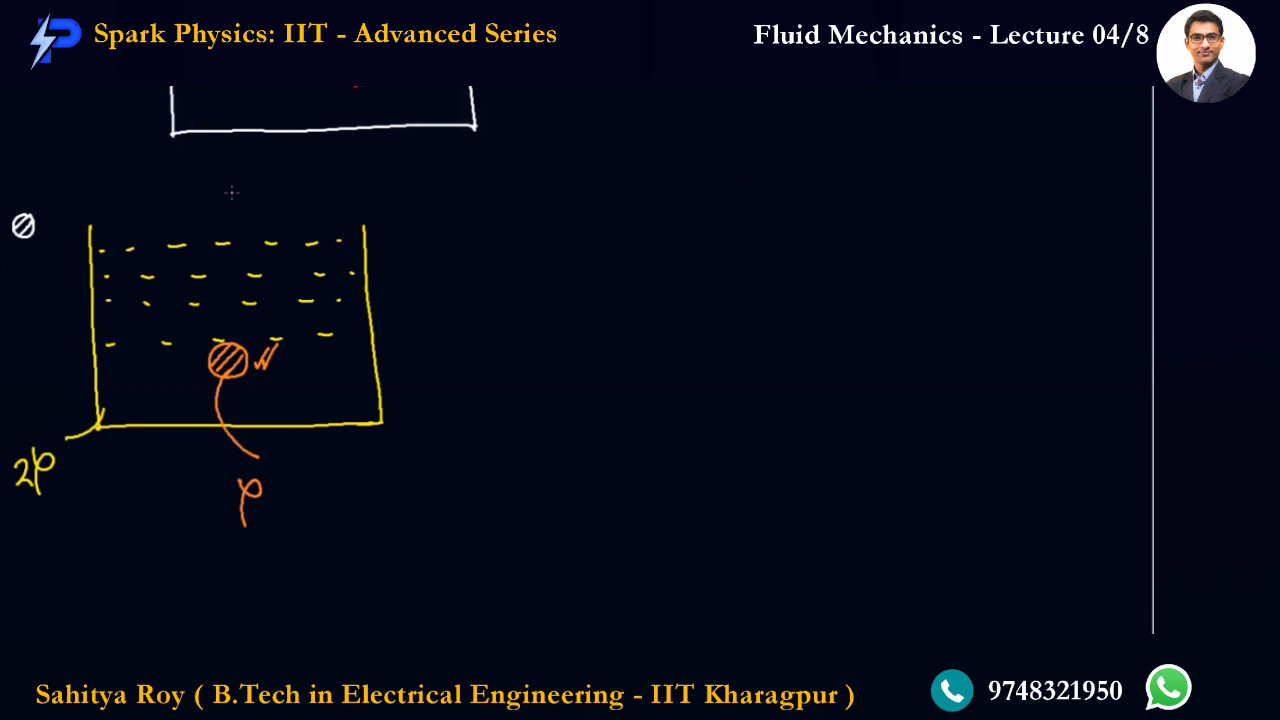 Spark Physics: IIT - Advanced Series
Fluid Mechanics - Lecture 04/8
2ρ
ρ
Sahitya Roy ( B.Tech in Electrical Engineering - IIT Kharagpur )
9748321950